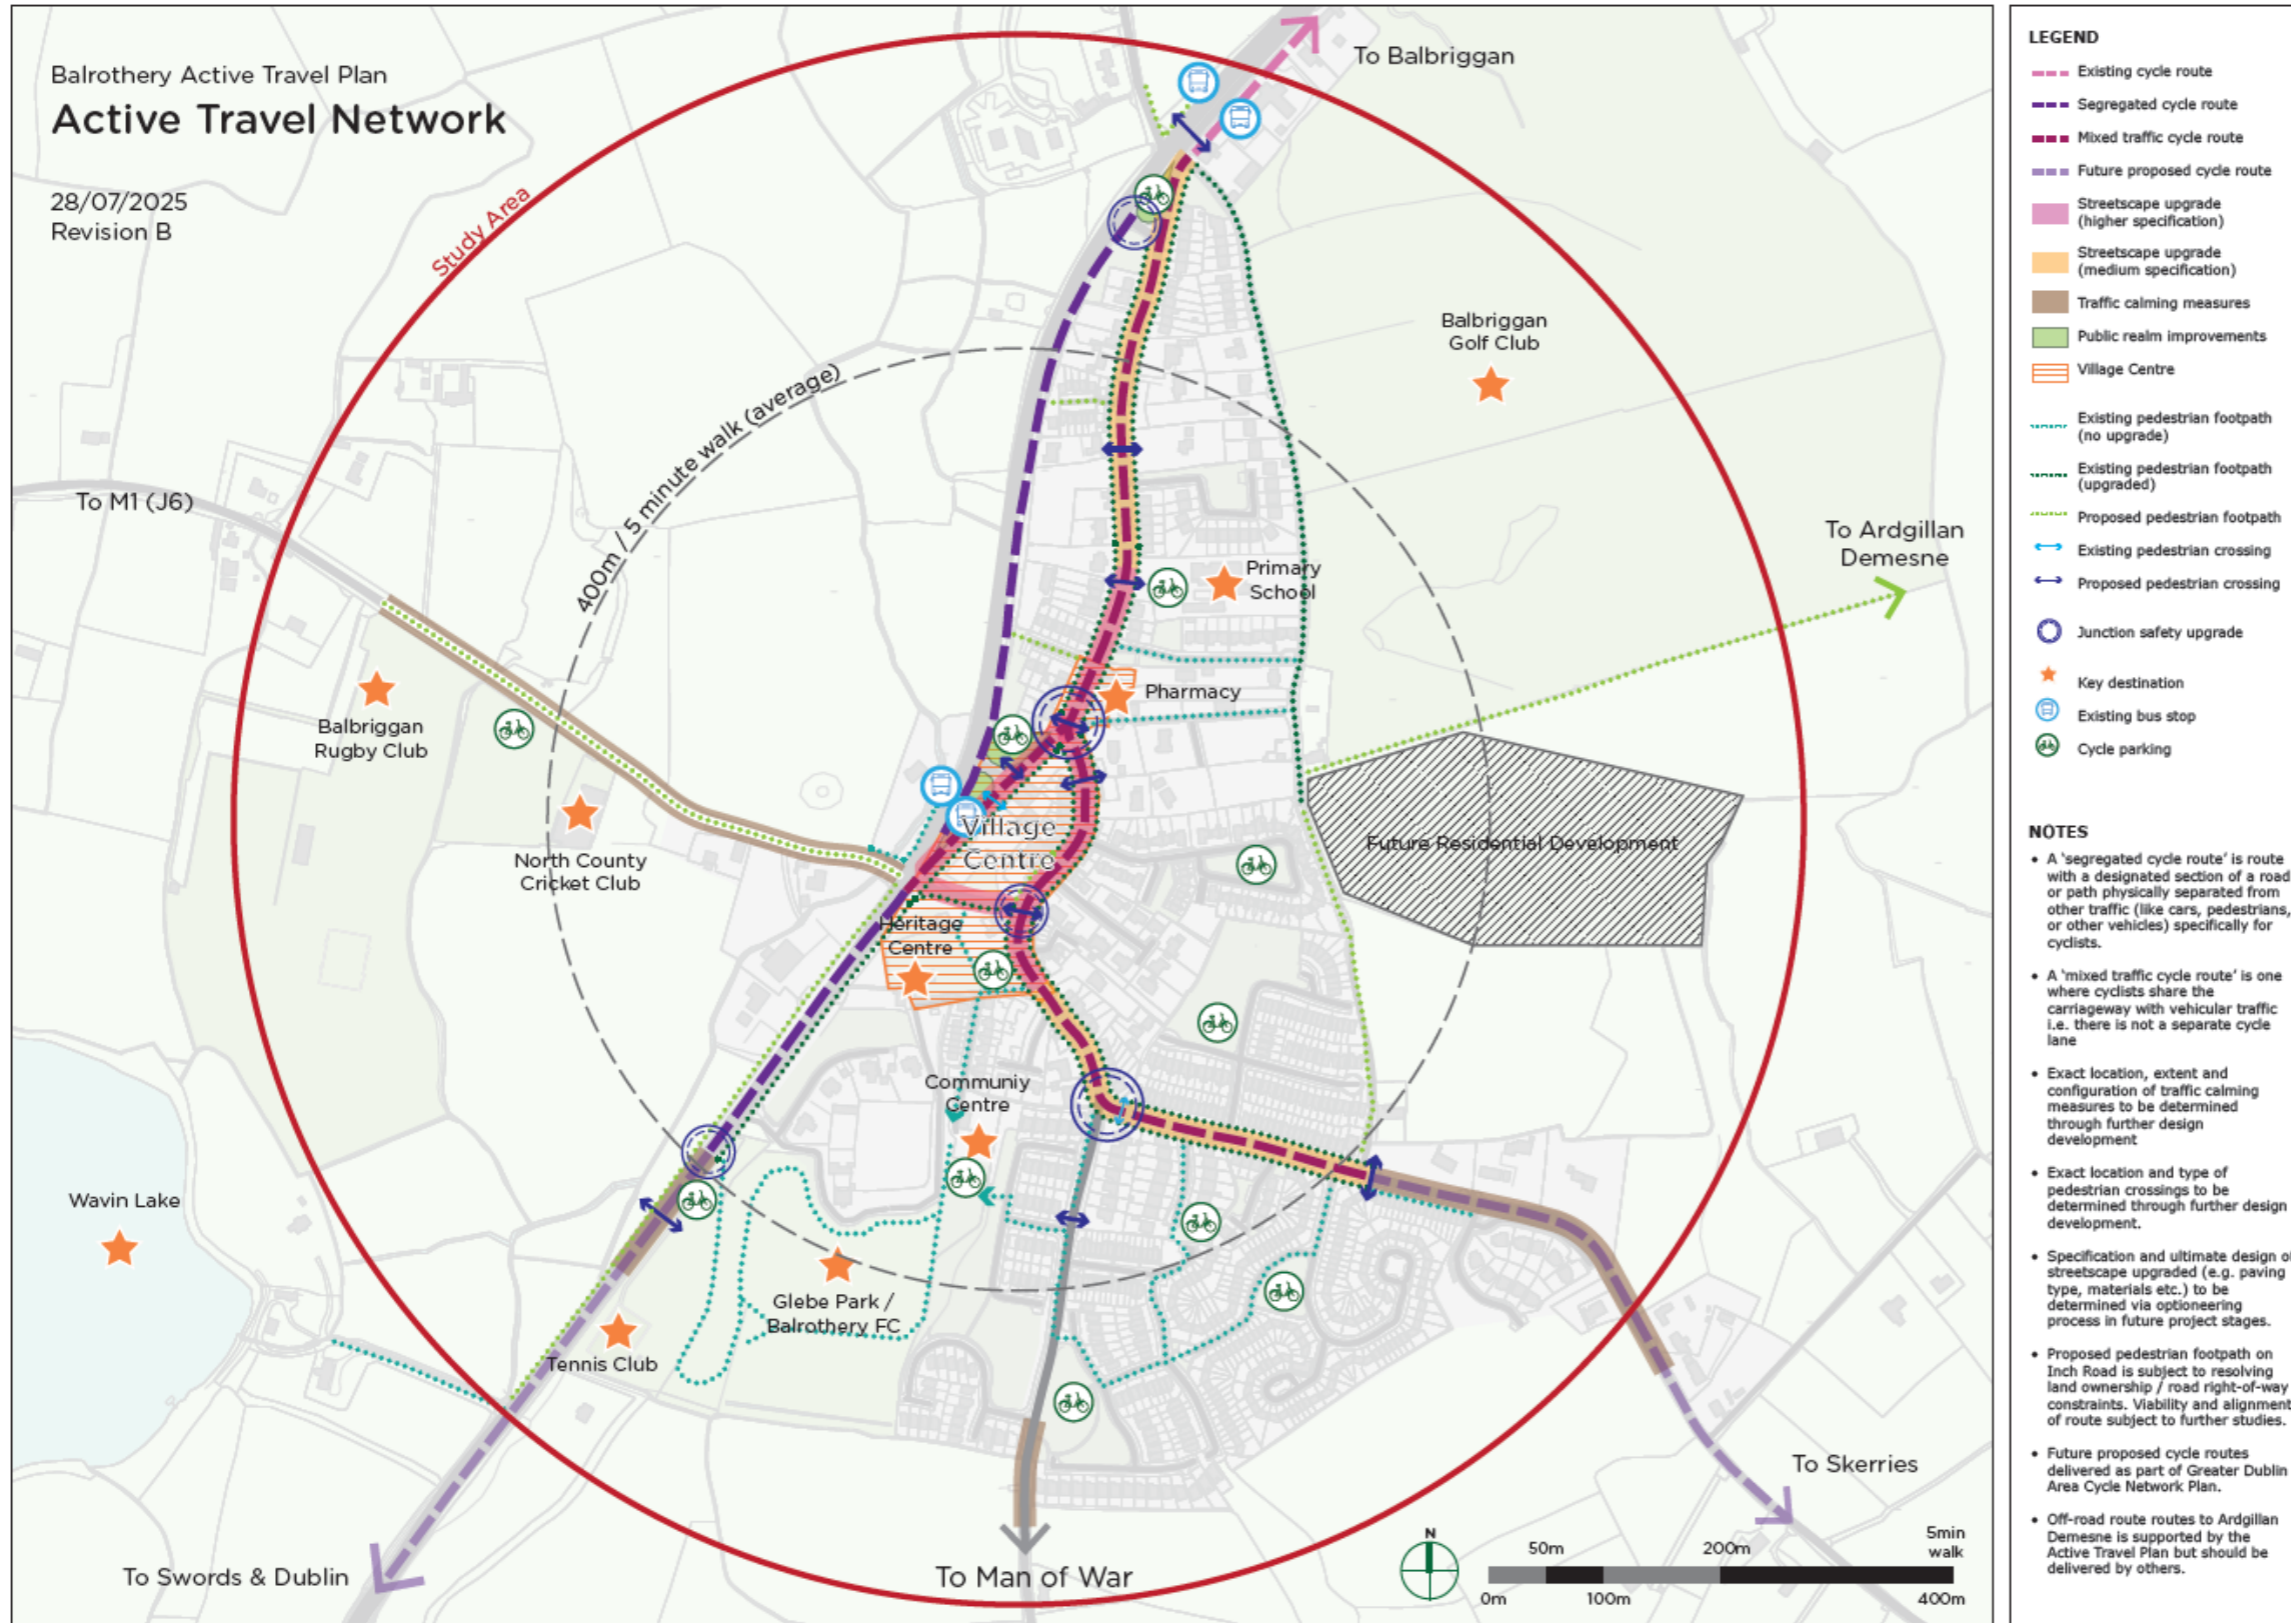 Balrothery Active Travel Plan
Active Travel Network
28/07/2025
Revision B
Study Area
400m / 5 minute walk (average)
To Balbriggan
Balbriggan
Golf Club
To M1 (J6)
To Ardgillan
Demesne
Primary
School
Pharmacy
Balbriggan
Rugby Club
North County
Cricket Club
Village
Centre
Future Residential Development
Heritage
Centre
Communiy
Centre
Wavin Lake
Glebe Park /
Balrothery FC
Tennis Club
To Skerries
To Swords & Dublin
To Man of War
N
50m
200m
5min
walk
0m
100m
400m
LEGEND
Existing cycle route
Segregated cycle route
Mixed traffic cycle route
Future proposed cycle route
Streetscape upgrade
(higher specification)
Streetscape upgrade
(medium specification)
Traffic calming measures
Public realm improvements
Village Centre
Existing pedestrian footpath
(no upgrade)
Existing pedestrian footpath
(upgraded)
Proposed pedestrian footpath
Existing pedestrian crossing
Proposed pedestrian crossing
Junction safety upgrade
Key destination
Existing bus stop
Cycle parking
NOTES
• A 'segregated cycle route' is route
with a designated section of a road
or path physically separated from
other traffic (like cars, pedestrians,
or other vehicles) specifically for
cyclists.
• A 'mixed traffic cycle route' is one
where cyclists share the
carriageway with vehicular traffic
i.e. there is not a separate cycle
lane
• Exact location, extent and
configuration of traffic calming
measures to be determined
through further design
development
• Exact location and type of
pedestrian crossings to be
determined through further design
development.
• Specification and ultimate design of
streetscape upgraded (e.g. paving
type, materials etc.) to be
determined via optioneering
process in future project stages.
• Proposed pedestrian footpath on
Inch Road is subject to resolving
land ownership / road right-of-way
constraints. Viability and alignment
of route subject to further studies.
• Future proposed cycle routes
delivered as part of Greater Dublin
Area Cycle Network Plan.
• Off-road route routes to Ardgillan
Demesne is supported by the
Active Travel Plan but should be
delivered by others.